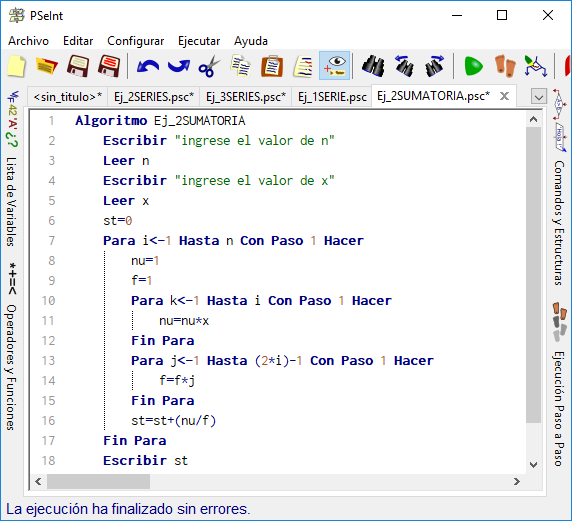 PSeInt
Archivo Editar Configurar Ejecutar Ayuda
<sin_titulo>* Ej_2SERIES.psc* Ej_3SERIES.psc* Ej_1SERIE.psc Ej_2SUMATORIA.psc*
1 Algoritmo Ej_2SUMATORIA
2 Escribir "ingrese el valor de n"
3 Leer n
4 Escribir "ingrese el valor de x"
5 Leer x
6 st=0
7 Para i<-1 Hasta n Con Paso 1 Hacer
8 nu=1
9 f=1
10 Para k<-1 Hasta i Con Paso 1 Hacer
11 nu=nu*x
12 Fin Para
13 Para j<-1 Hasta (2*i)-1 Con Paso 1 Hacer
14 f=f*j
15 Fin Para
16 st=st+(nu/f)
17 Fin Para
18 Escribir st
Lista de Variables
*+=< Operadores y Funciones
Comandos y Estructuras
Ejecución Paso a Paso
La ejecución ha finalizado sin errores.